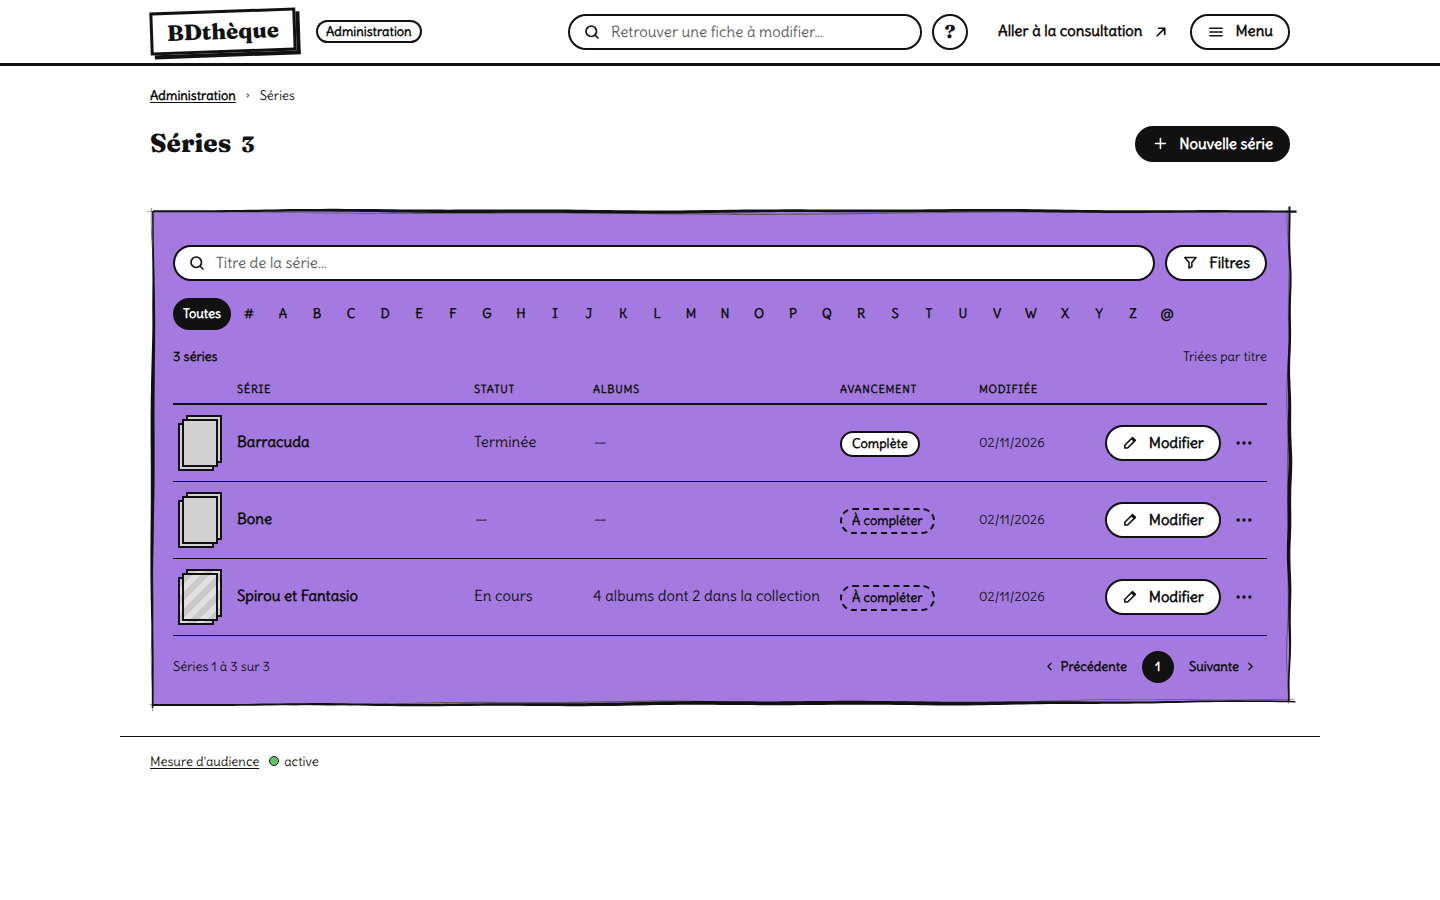 BDthèque
Administration
Retrouver une fiche à modifier...
?
Aller à la consultation
Menu
Administration › Séries
Séries 3
+ Nouvelle série
Titre de la série...
Filtres
Toutes # A B C D E F G H I J K L M N O P Q R S T U V W X Y Z @
3 séries
Triées par titre
SÉRIE STATUT ALBUMS AVANCEMENT MODIFIÉE
Barracuda Terminée — Complète 02/11/2026 Modifier ...
Bone — — À compléter 02/11/2026 Modifier ...
Spirou et Fantasio En cours 4 albums dont 2 dans la collection À compléter 02/11/2026 Modifier ...
Séries 1 à 3 sur 3
‹ Précédente 1 Suivante ›
Mesure d'audience active